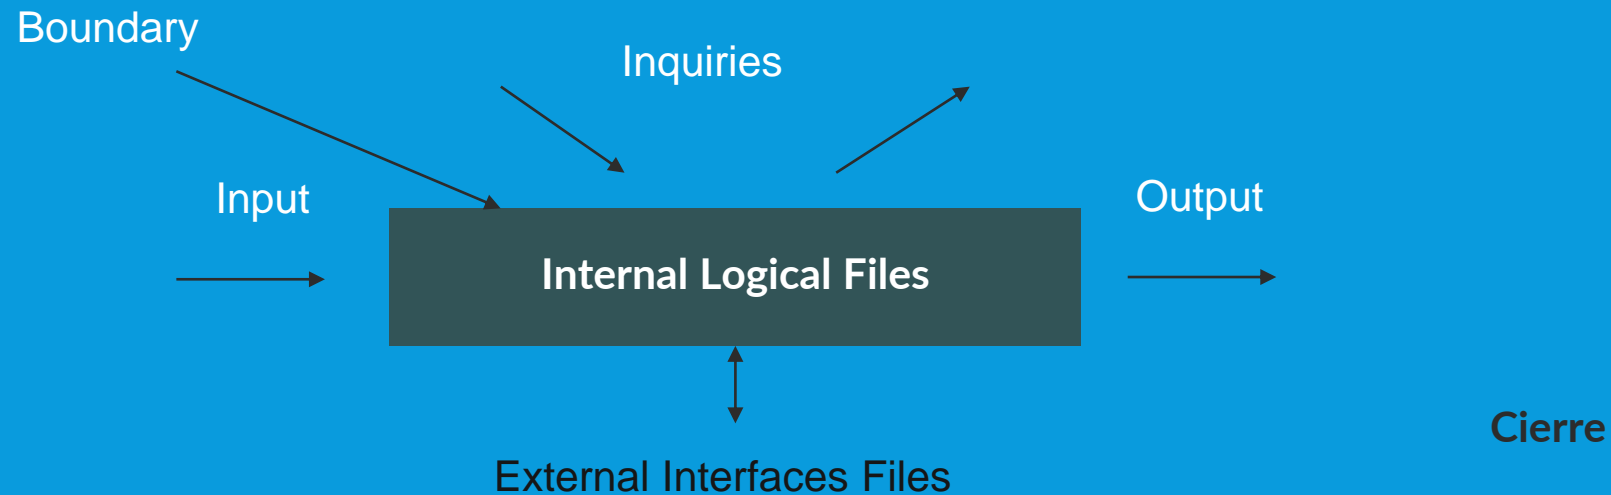 Boundary
Inquiries
Input
Output
Internal Logical Files
Cierre
External Interfaces Files